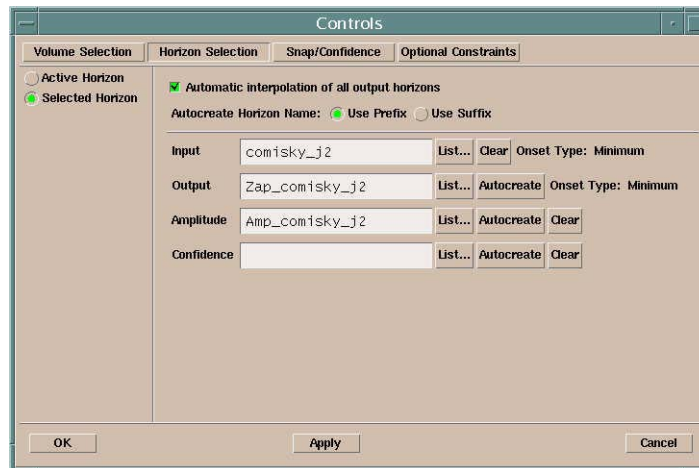 Controls
Volume Selection Horizon Selection Snap/Confidence Optional Constraints
Active Horizon
Selected Horizon
Automatic interpolation of all output horizons
Autocreate Horizon Name: Use Prefix Use Suffix
Input comisky_j2 List... Clear Onset Type: Minimum
Output Zap_comisky_j2 List... Autocreate Onset Type: Minimum
Amplitude Amp_comisky_j2 List... Autocreate Clear
Confidence List... Autocreate Clear
OK Apply Cancel